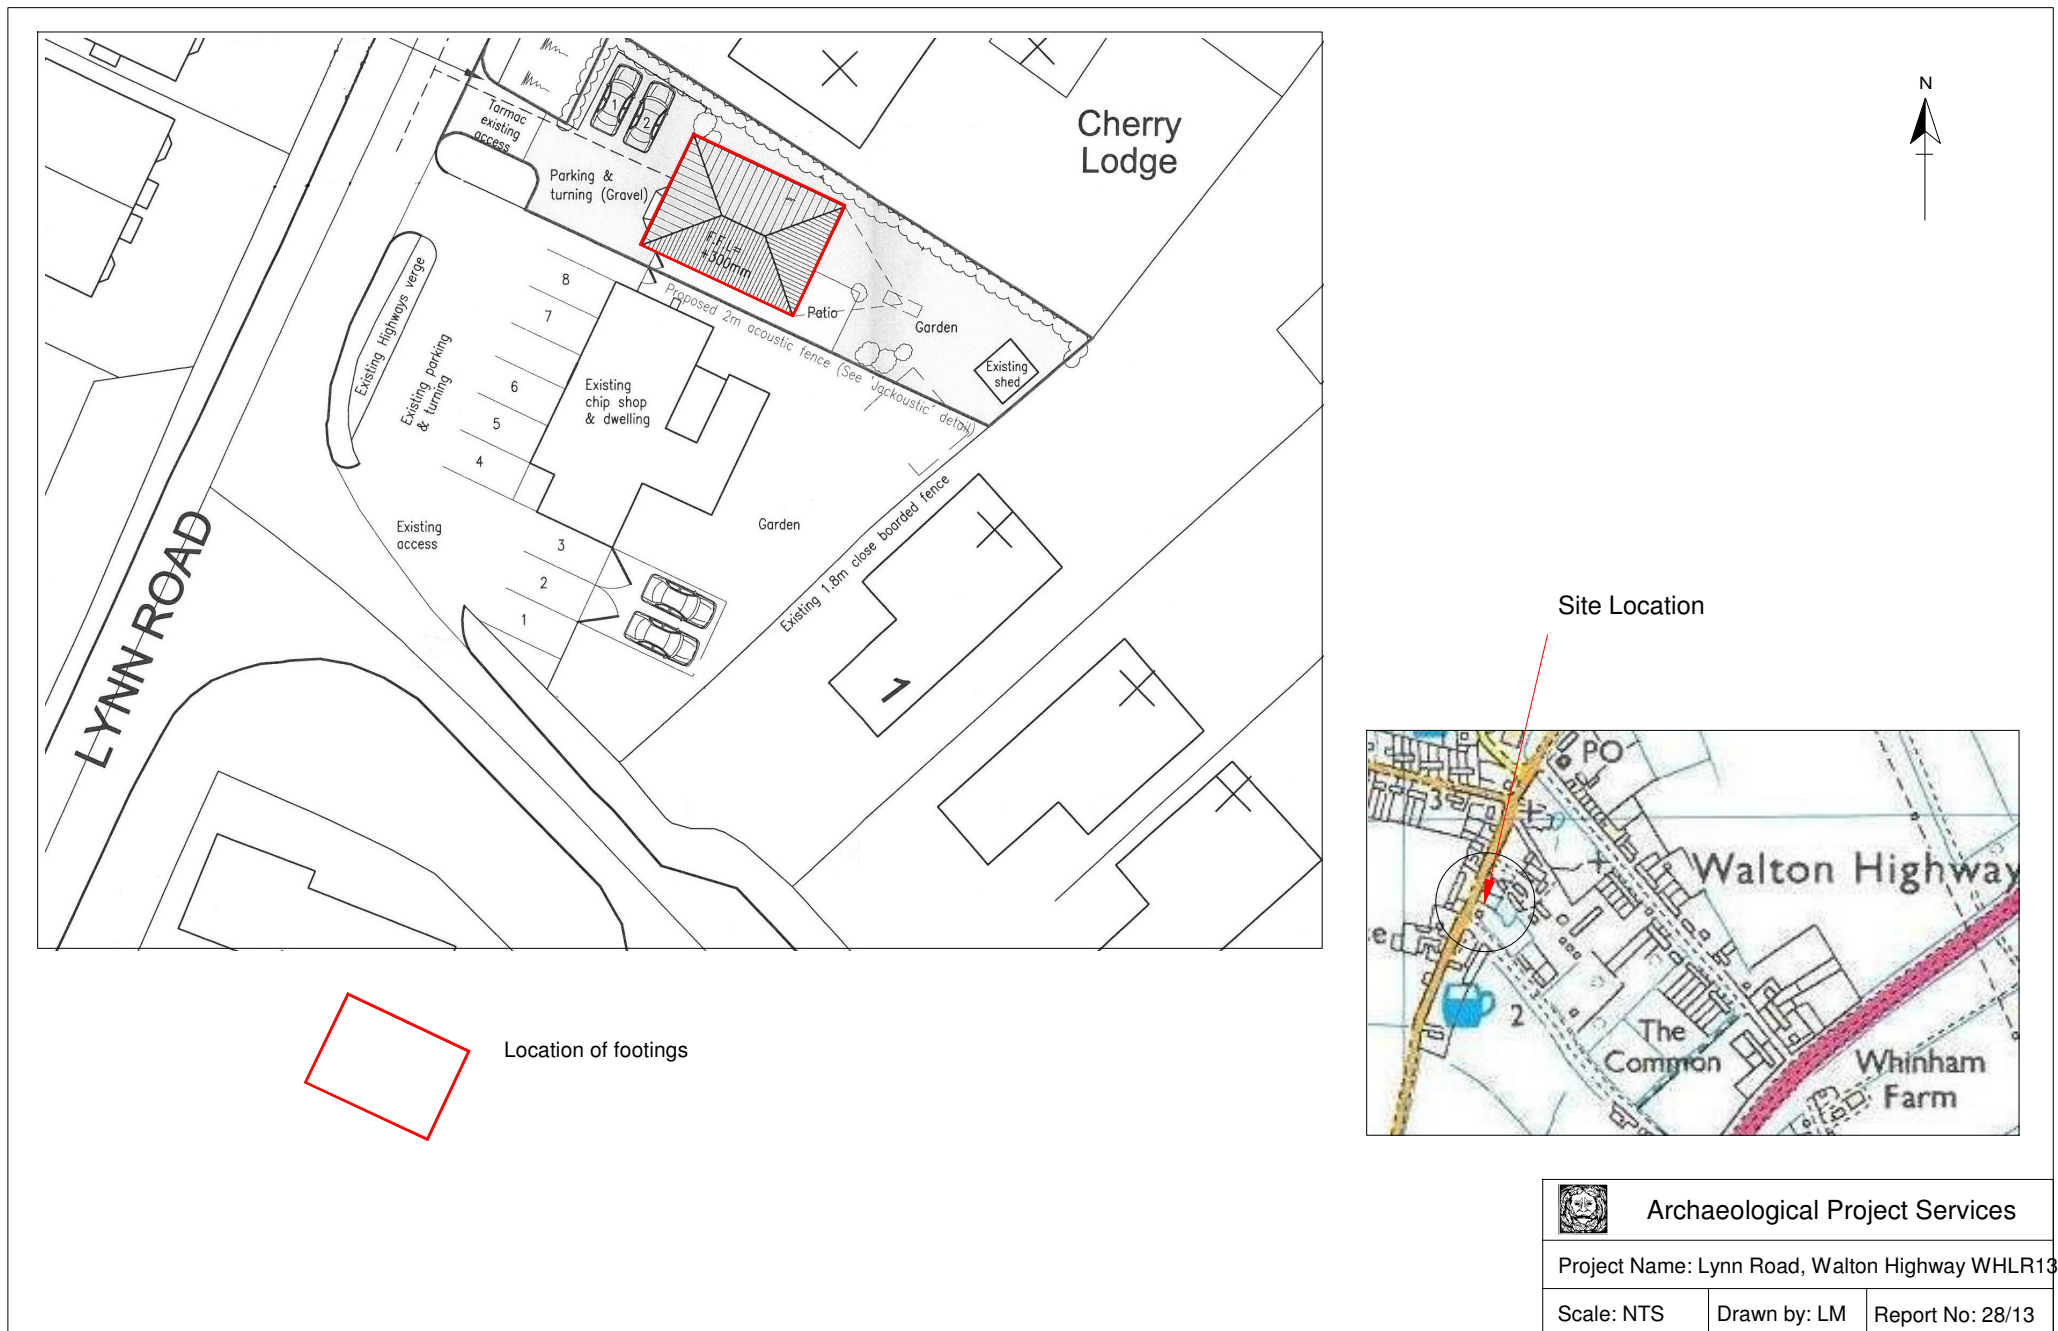 Tarmac
existing
access
1
2
Parking &
turning (Gravel)
Cherry
Lodge
N
F.F.L=
+300mm
Patio
Garden
Existing
shed
Proposed 2m acoustic fence (See 'Jackoustic' detail)
Existing Highways verge
Existing parking
& turning
8
7
6
5
4
Existing
chip shop
& dwelling
Existing
access
3
2
1
Garden
Existing 1.8m close boarded fence
1
LYNN ROAD
Site Location
PO
3
Walton Highway
e
2
The
Common
Whinham
Farm
Location of footings
Archaeological Project Services
Project Name: Lynn Road, Walton Highway WHLR13
Scale: NTS
Drawn by: LM
Report No: 28/13